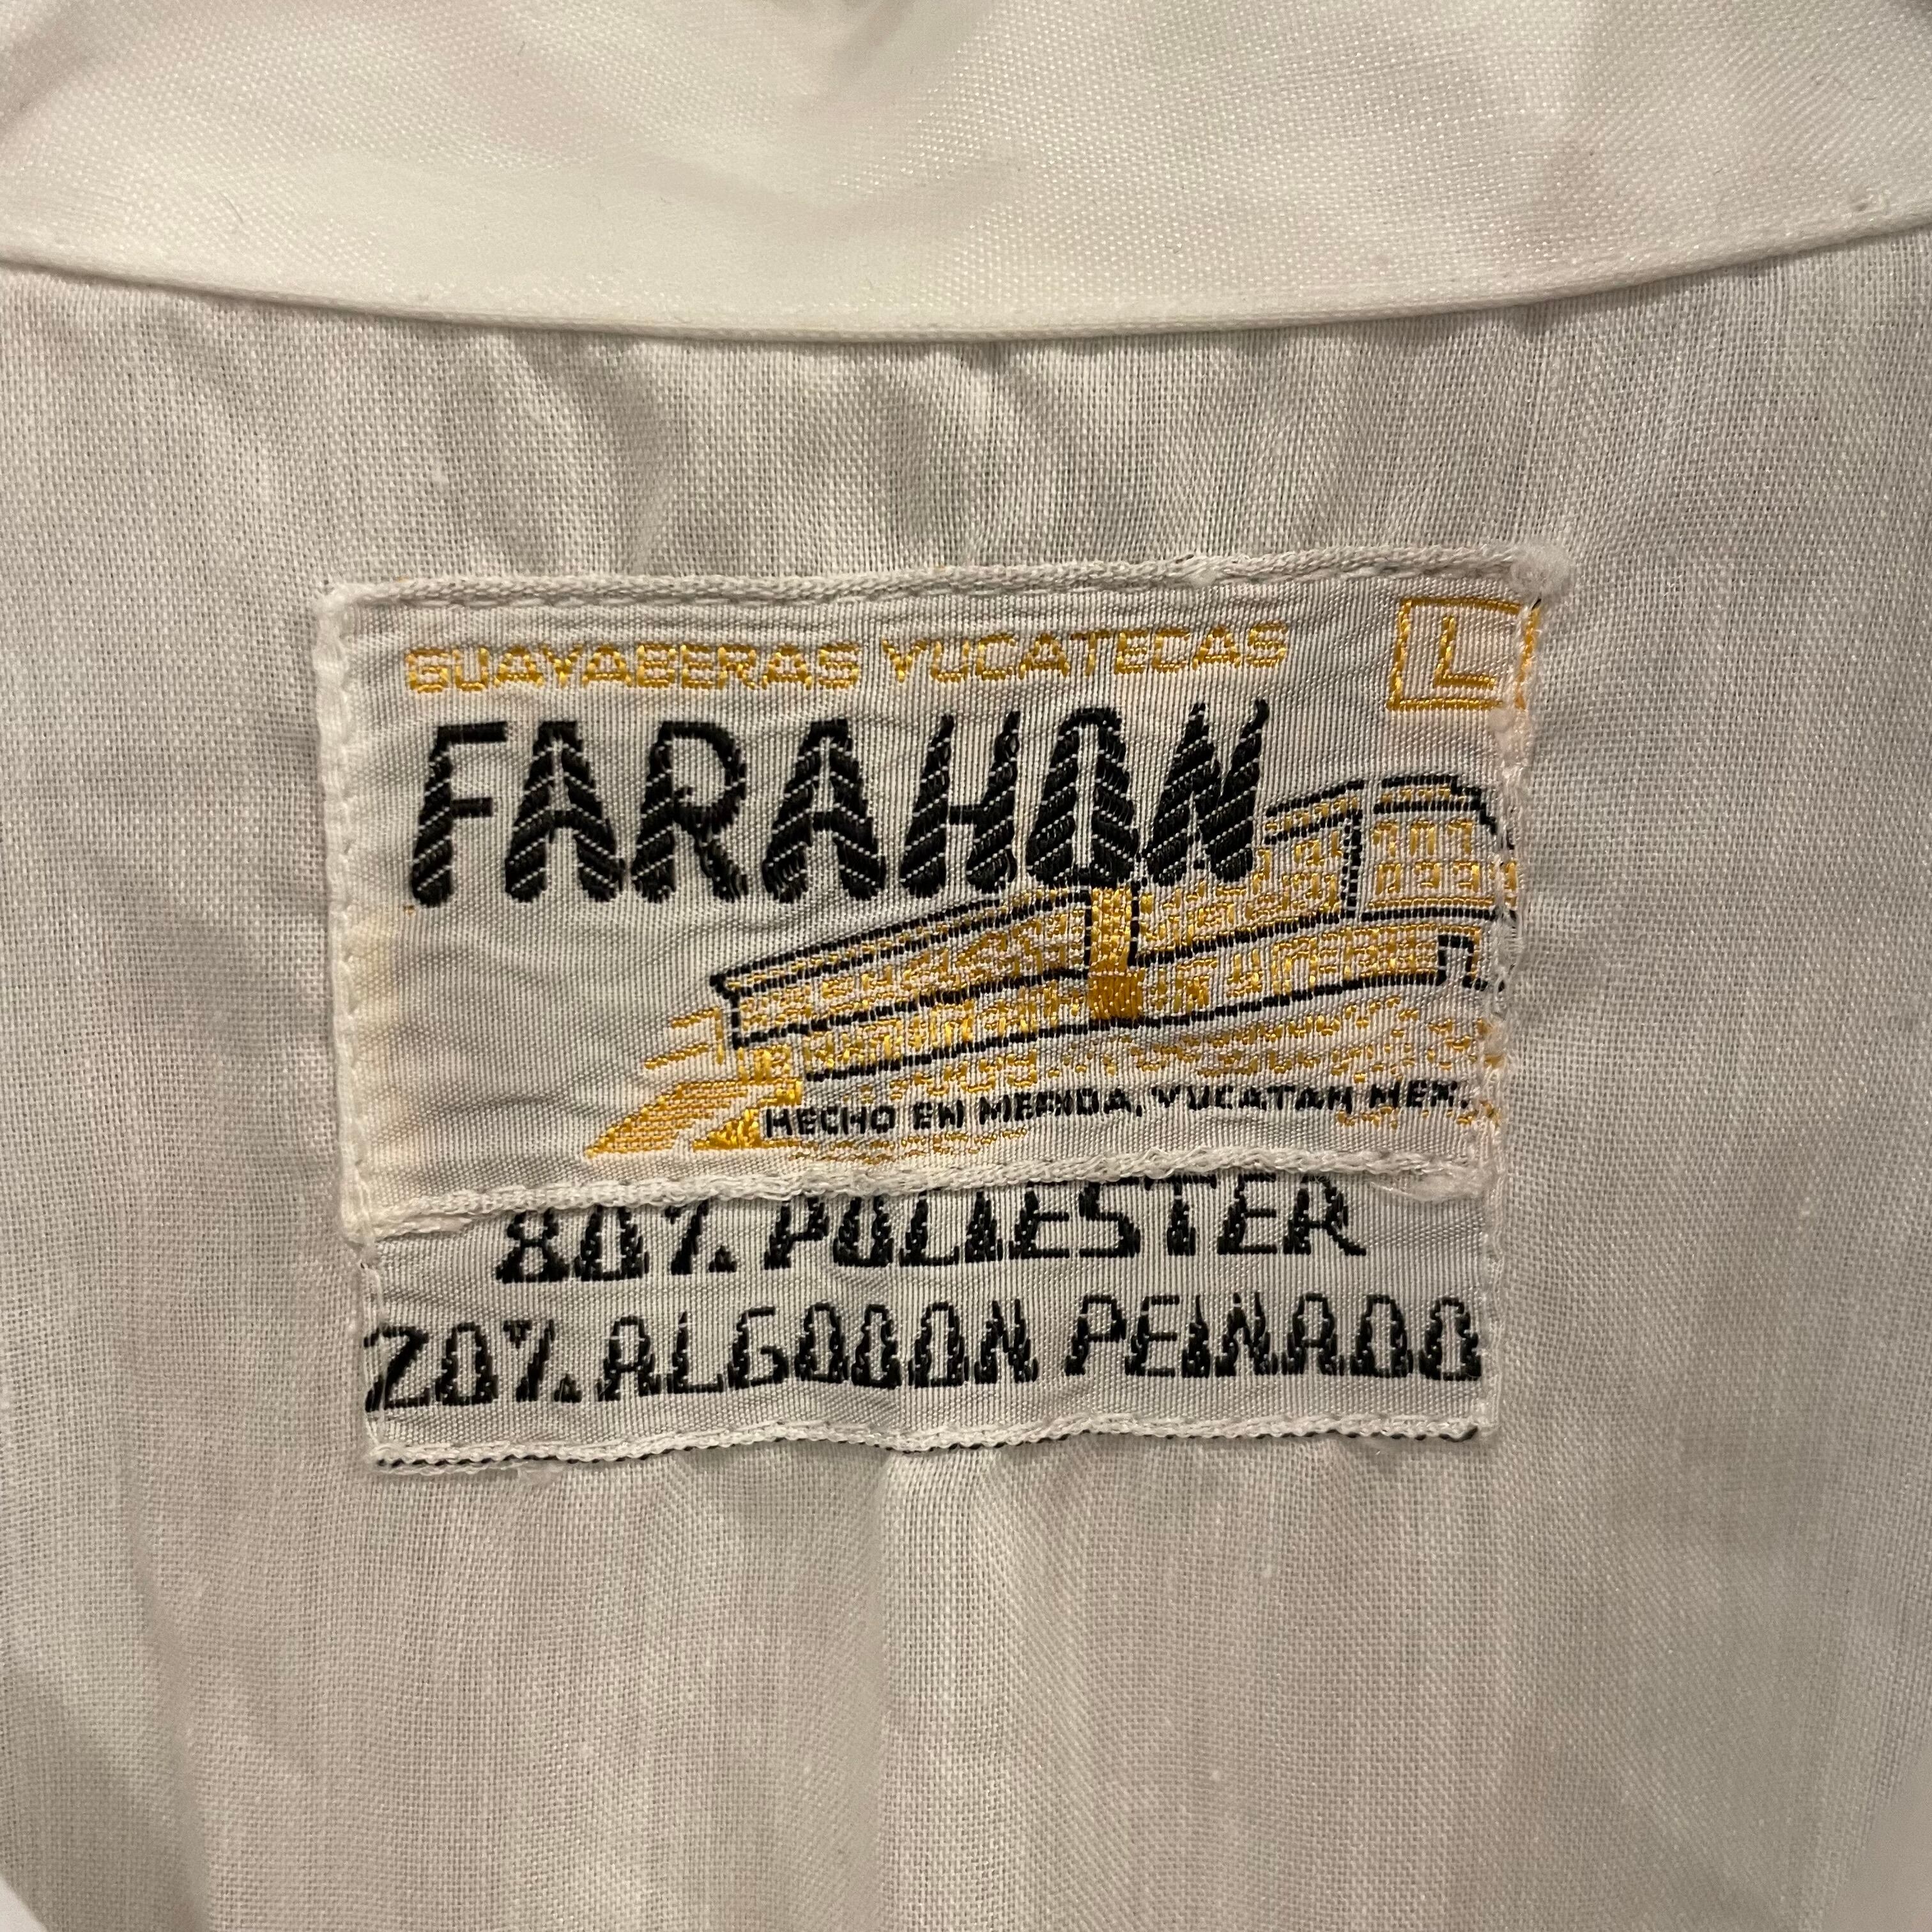 GUAYABERAS YUCATECAS L
FARAHON
HECHO EN MERIDA, YUCATAN MEX.
80% POLIESTER
20% ALGODON PEINADO